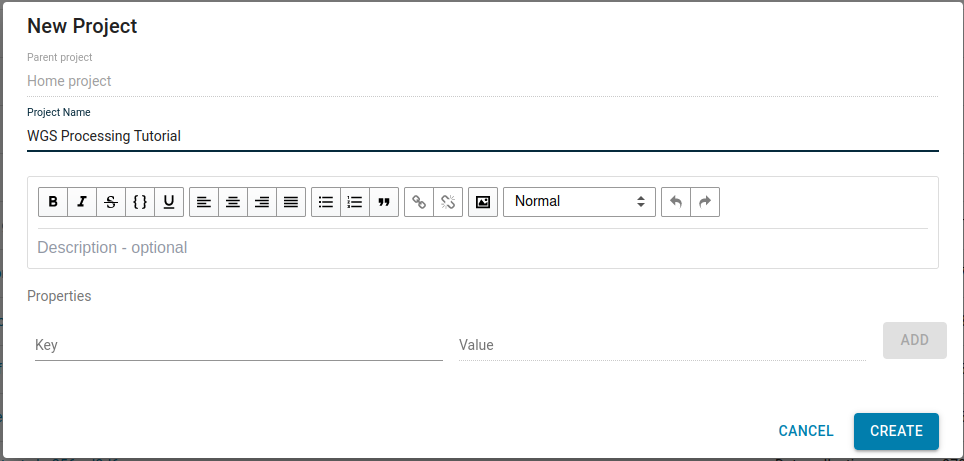 New Project
Parent project
Home project
Project Name
WGS Processing Tutorial
B I S {} U Normal
Description - optional
Properties
Key Value ADD
CANCEL CREATE